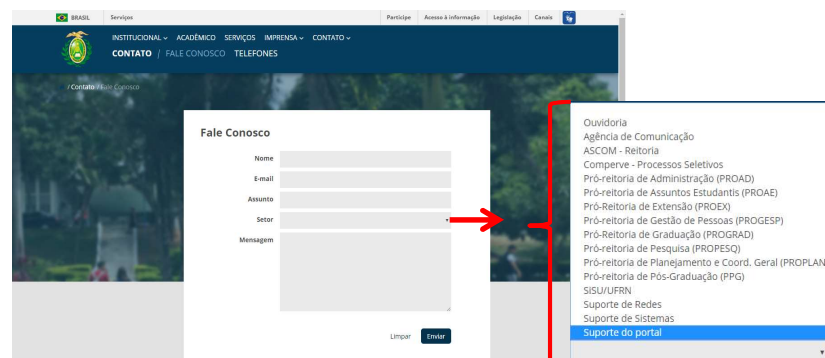 BRASIL Serviços Participe Acesso à informação Legislação Canais
INSTITUCIONAL ACADÊMICO SERVIÇOS IMPRENSA CONTATO
CONTATO / FALE CONOSCO TELEFONES
/ Contato / Fale Conosco
Fale Conosco
Nome
E-mail
Assunto
Setor
Mensagem
Limpar Enviar
Ouvidoria
Agência de Comunicação
ASCOM - Reitoria
Comperve - Processos Seletivos
Pró-reitoria de Administração (PROAD)
Pró-reitoria de Assuntos Estudantis (PROAE)
Pró-Reitoria de Extensão (PROEX)
Pró-reitoria de Gestão de Pessoas (PROGESP)
Pró-Reitoria de Graduação (PROGRAD)
Pró-reitoria de Pesquisa (PROPESQ)
Pró-reitoria de Planejamento e Coord. Geral (PROPLAN
Pró-reitoria de Pós-Graduação (PPG)
SiSU/UFRN
Suporte de Redes
Suporte de Sistemas
Suporte do portal